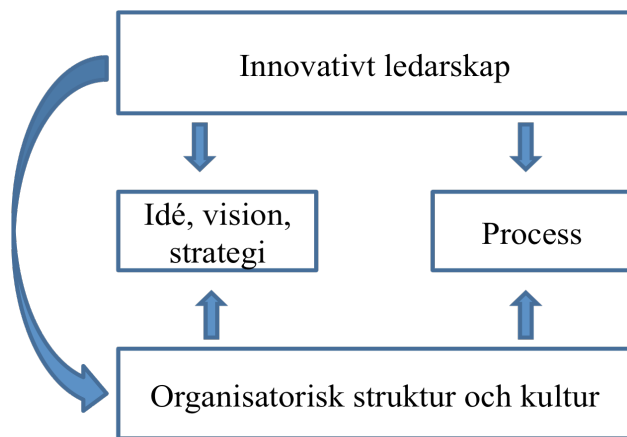 Innovativt ledarskap
Idé, vision,
strategi
Process
Organisatorisk struktur och kultur